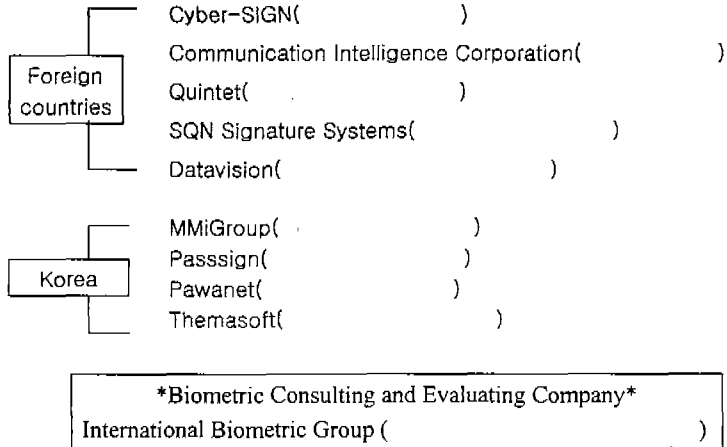 Cyber-SIGN( )
Communication Intelligence Corporation( )
Foreign
countries
Quintet( )
SQN Signature Systems( )
Datavision( )
MMiGroup( )
Passsign( )
Korea
Pawanet( )
Themasoft( )
*Biometric Consulting and Evaluating Company*
International Biometric Group ( )